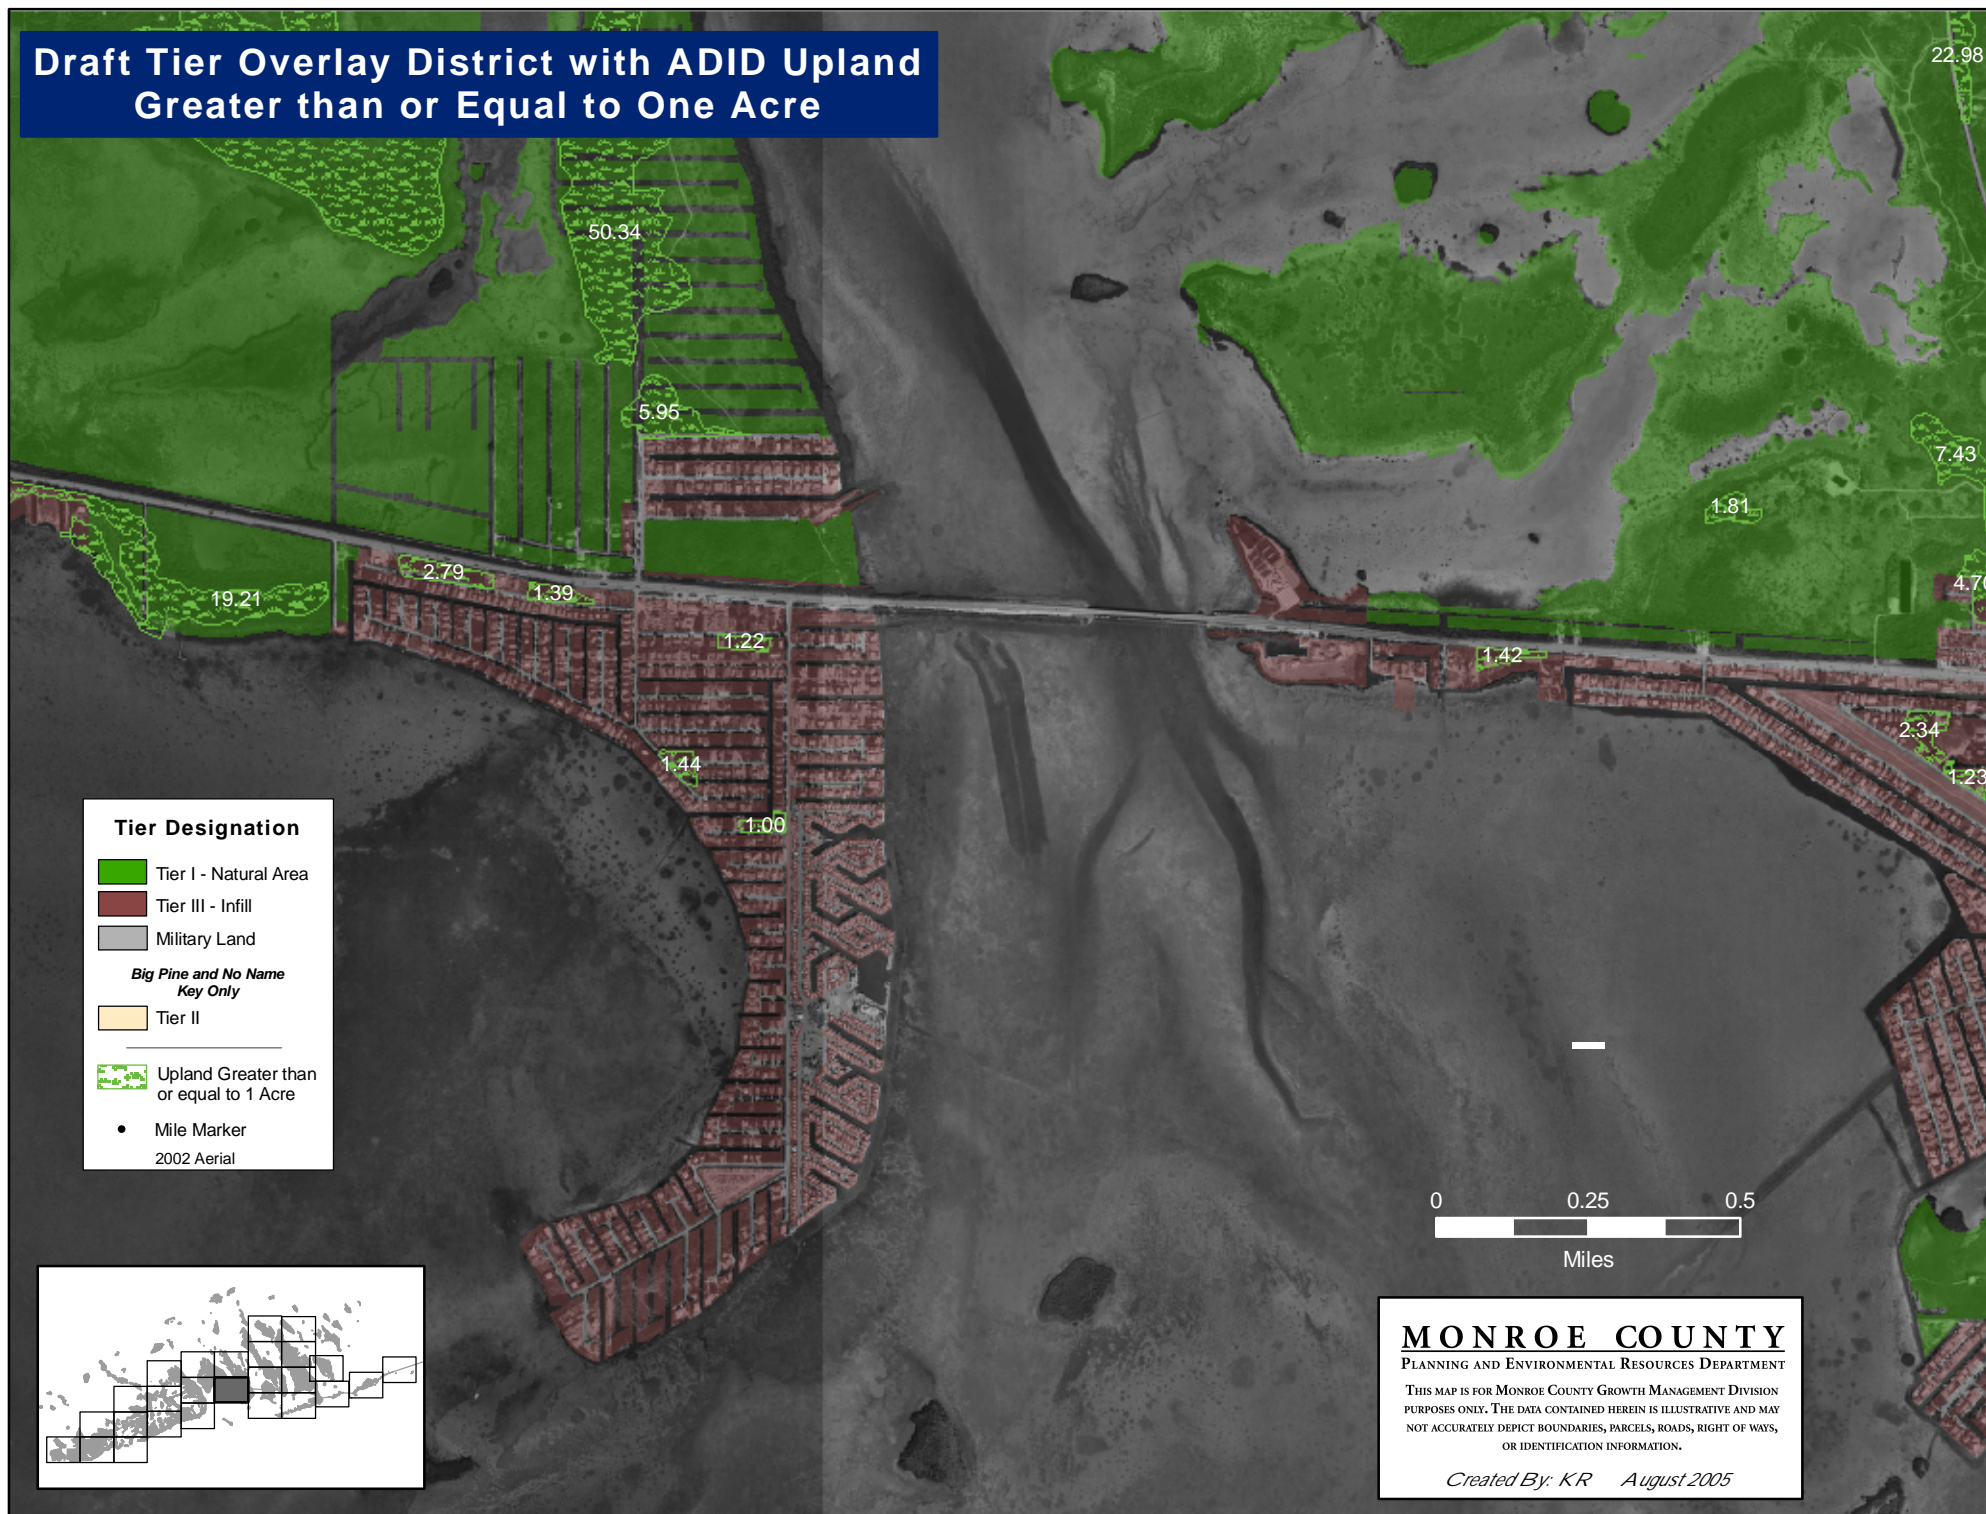 Draft Tier Overlay District with ADID Upland
Greater than or Equal to One Acre
22.98
50.34
5.95
7.43
1.81
2.79
1.39
19.21
4.70
1.22
1.42
2.34
1.44
1.23
1.00
Tier Designation
Tier I - Natural Area
Tier III - Infill
Military Land
Big Pine and No Name
Key Only
Tier II
Upland Greater than
or equal to 1 Acre
Mile Marker
2002 Aerial
0 0.25 0.5
Miles
MONROE COUNTY
PLANNING AND ENVIRONMENTAL RESOURCES DEPARTMENT
THIS MAP IS FOR MONROE COUNTY GROWTH MANAGEMENT DIVISION
PURPOSES ONLY. THE DATA CONTAINED HEREIN IS ILLUSTRATIVE AND MAY
NOT ACCURATELY DEPICT BOUNDARIES, PARCELS, ROADS, RIGHT OF WAYS,
OR IDENTIFICATION INFORMATION.
Created By: KR August 2005